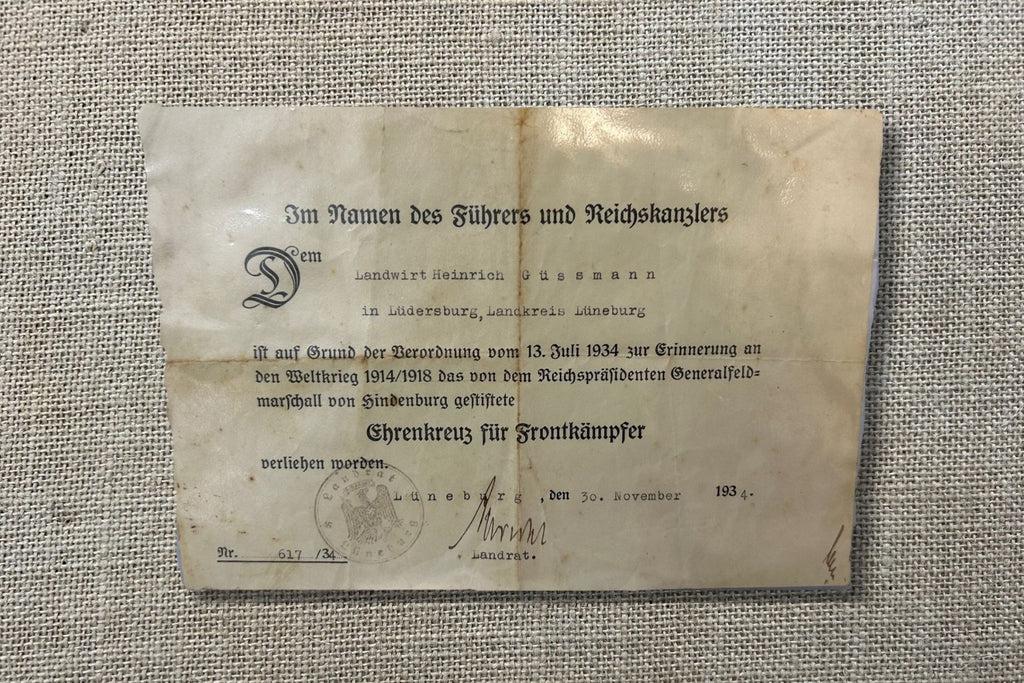 Im Namen des Führers und Reichskanzlers
Dem
Landwirt Heinrich Güssmann
in Lüdersburg, Landkreis Lüneburg
ist auf Grund der Verordnung vom 13. Juli 1934 zur Erinnerung an
den Weltkrieg 1914/1918 das von dem Reichspräsidenten Generalfeld=
marschall von Hindenburg gestiftete
Ehrenkreuz für Frontkämpfer
verliehen worden.
Landrat
Lüneburg, den 30. November 1934.
Lüneburg
Nr. 617 /34
Landrat.